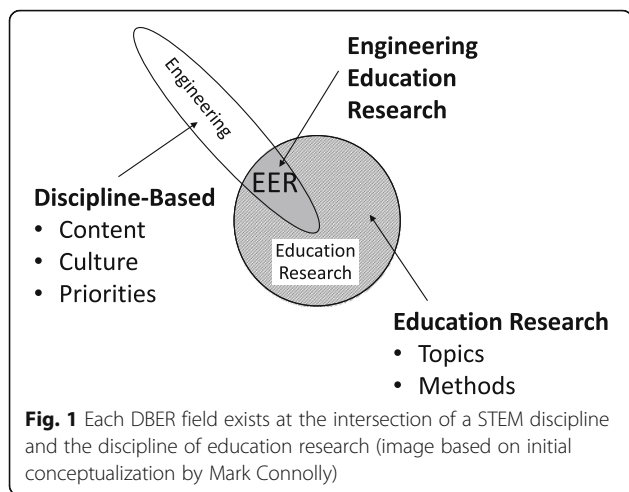 Engineering
Education
Research
Engineering
EER
Discipline-Based
• Content
• Culture
• Priorities
Education
Research
Education Research
• Topics
• Methods
Fig. 1 Each DBER field exists at the intersection of a STEM discipline
and the discipline of education research (image based on initial
conceptualization by Mark Connolly)